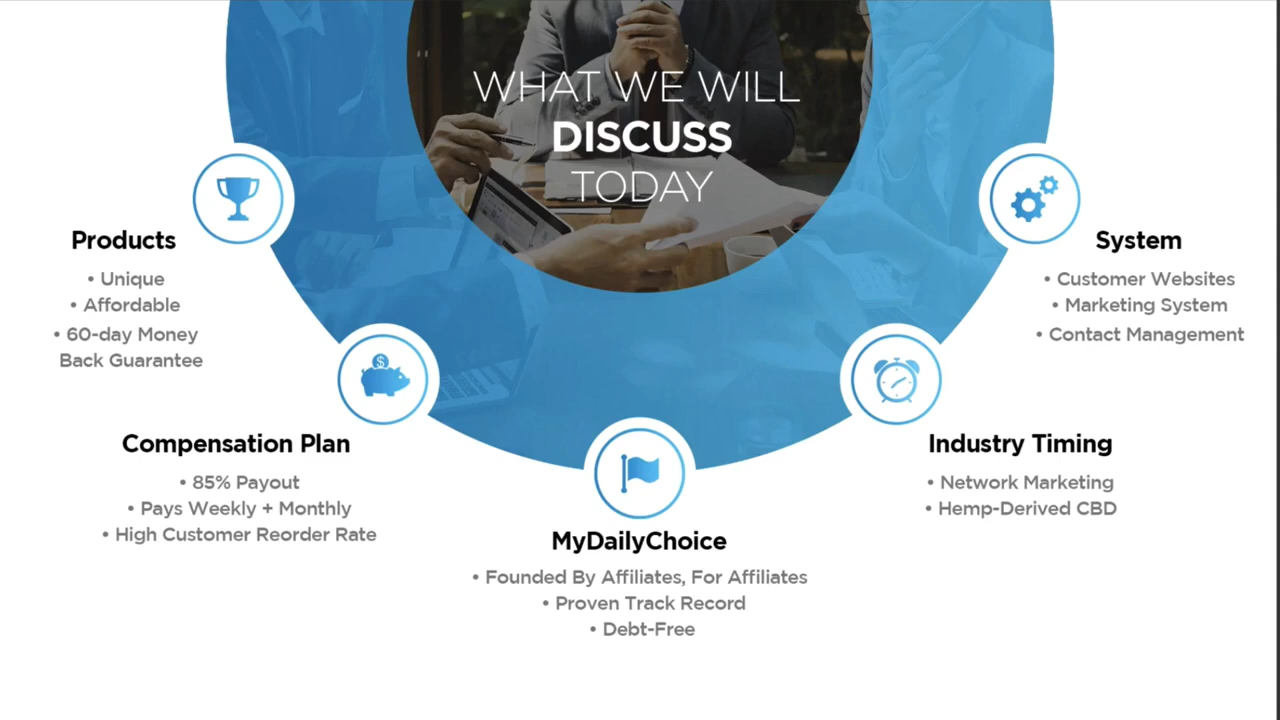 WHAT WE WILL
DISCUSS
TODAY
Products
• Unique
• Affordable
• 60-day Money
Back Guarantee
Compensation Plan
• 85% Payout
• Pays Weekly + Monthly
• High Customer Reorder Rate
MyDailyChoice
• Founded By Affiliates, For Affiliates
• Proven Track Record
• Debt-Free
Industry Timing
• Network Marketing
• Hemp-Derived CBD
System
• Customer Websites
• Marketing System
• Contact Management
$